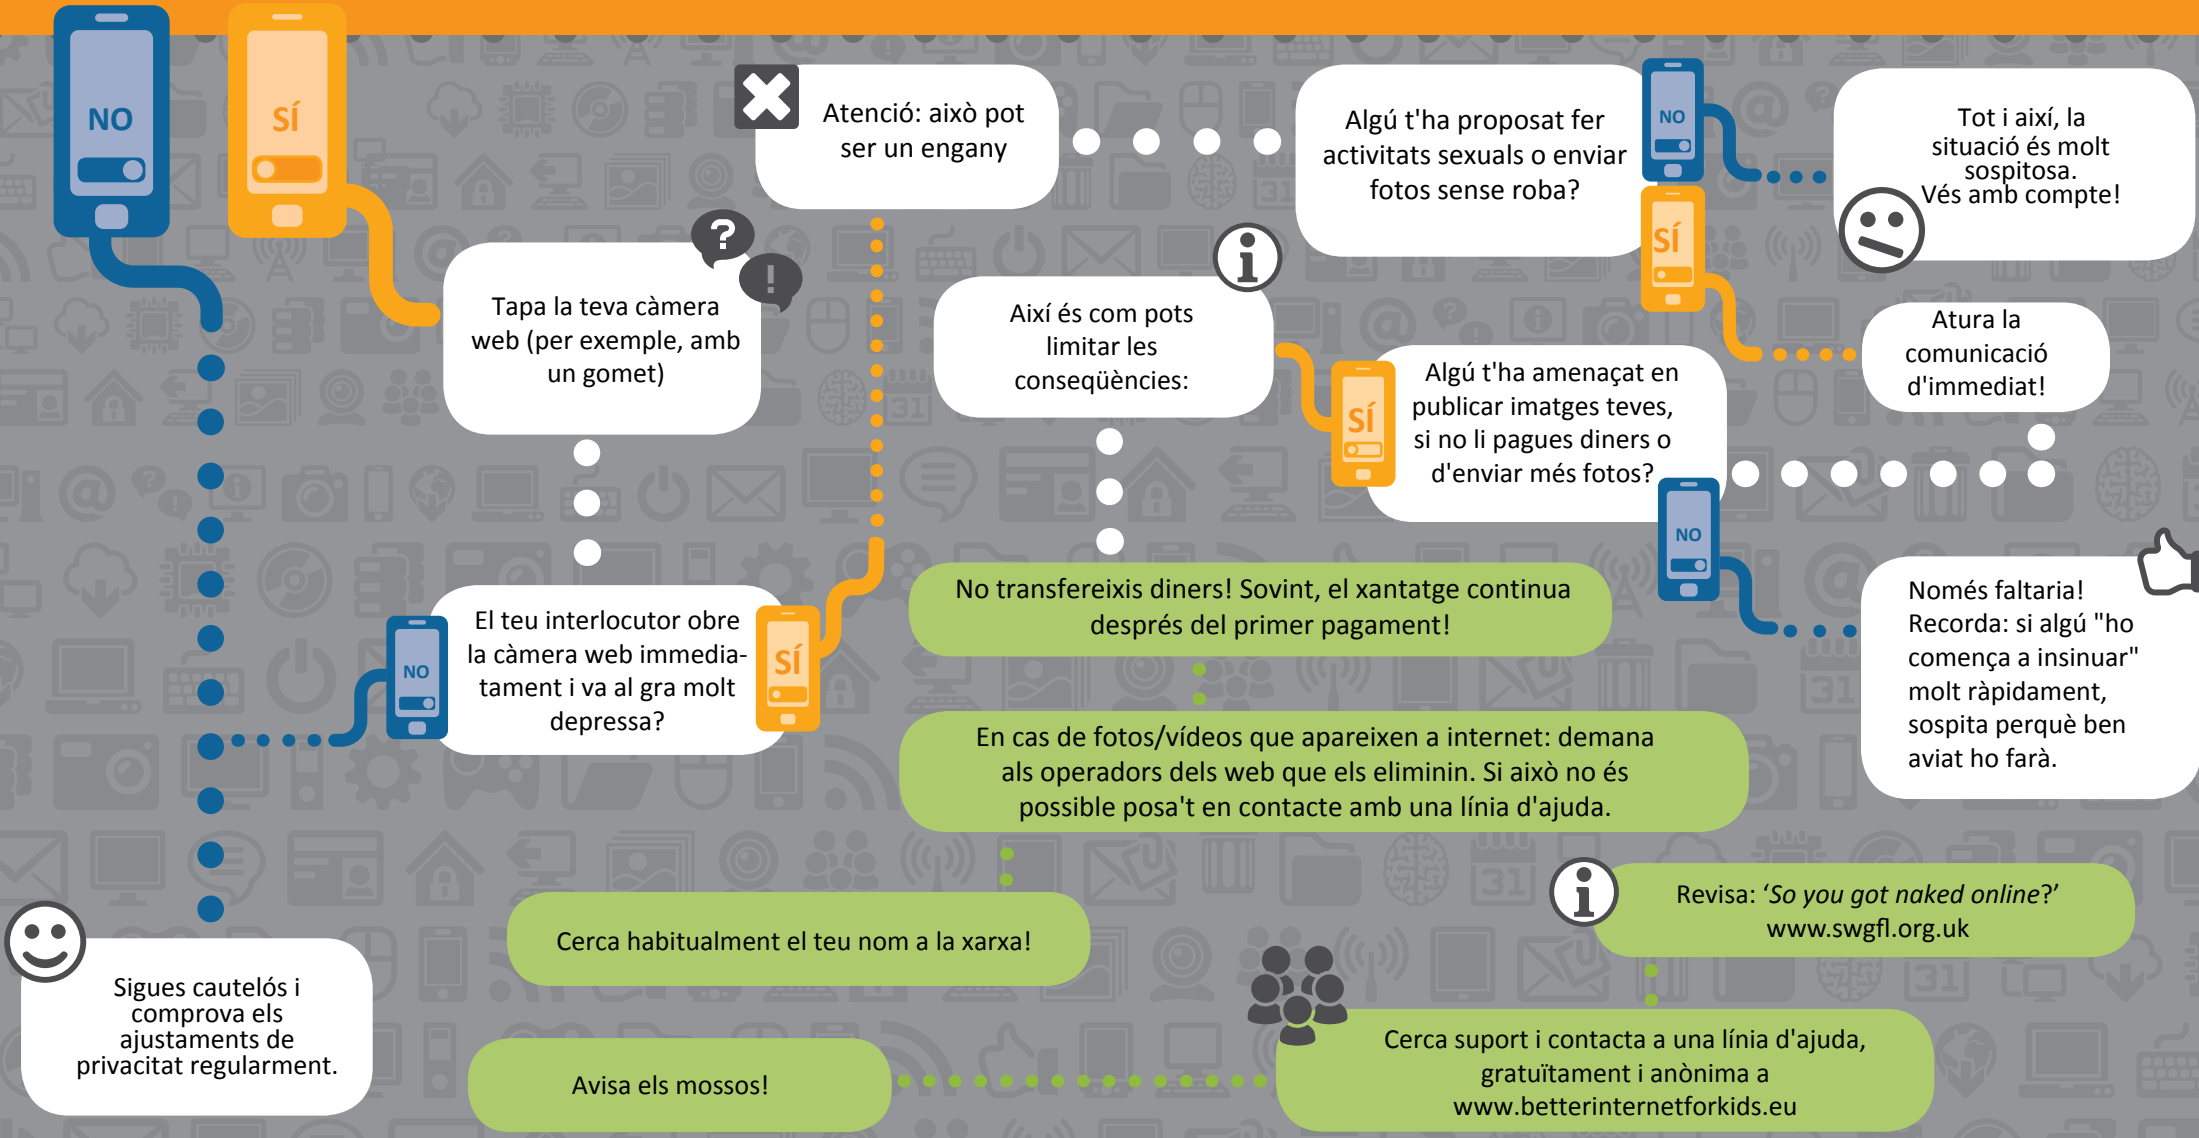 NO
SÍ
Atenció: això pot
ser un engany
Algú t'ha proposat fer
activitats sexuals o enviar
fotos sense roba?
NO
SÍ
Tot i així, la
situació és molt
sospitosa.
Vés amb compte!
Tapa la teva càmera
web (per exemple, amb
un gomet)
Així és com pots
limitar les
conseqüències:
Atura la
comunicació
d'immediat!
Algú t'ha amenaçat en
publicar imatges teves,
si no li pagues diners o
d'enviar més fotos?
SÍ
NO
El teu interlocutor obre
la càmera web immedia-
tament i va al gra molt
depressa?
NO
SÍ
No transfereixis diners! Sovint, el xantatge continua
després del primer pagament!
Només faltaria!
Recorda: si algú "ho
comença a insinuar"
molt ràpidament,
sospita perquè ben
aviat ho farà.
En cas de fotos/vídeos que apareixen a internet: demana
als operadors dels web que els eliminin. Si això no és
possible posa't en contacte amb una línia d'ajuda.
Cerca habitualment el teu nom a la xarxa!
Revisa: ‘So you got naked online?’
www.swgfl.org.uk
Sigues cautelós i
comprova els
ajustaments de
privacitat regularment.
Avisa els mossos!
Cerca suport i contacta a una línia d'ajuda,
gratuïtament i anònima a
www.betterinternetforkids.eu